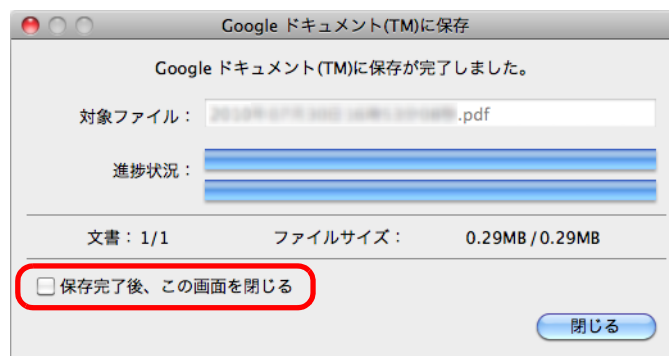 Google ドキュメント(TM)に保存
Google ドキュメント(TM)に保存が完了しました。
対象ファイル： .pdf
進捗状況：
文書：1/1 ファイルサイズ： 0.29MB/0.29MB
保存完了後、この画面を閉じる
閉じる